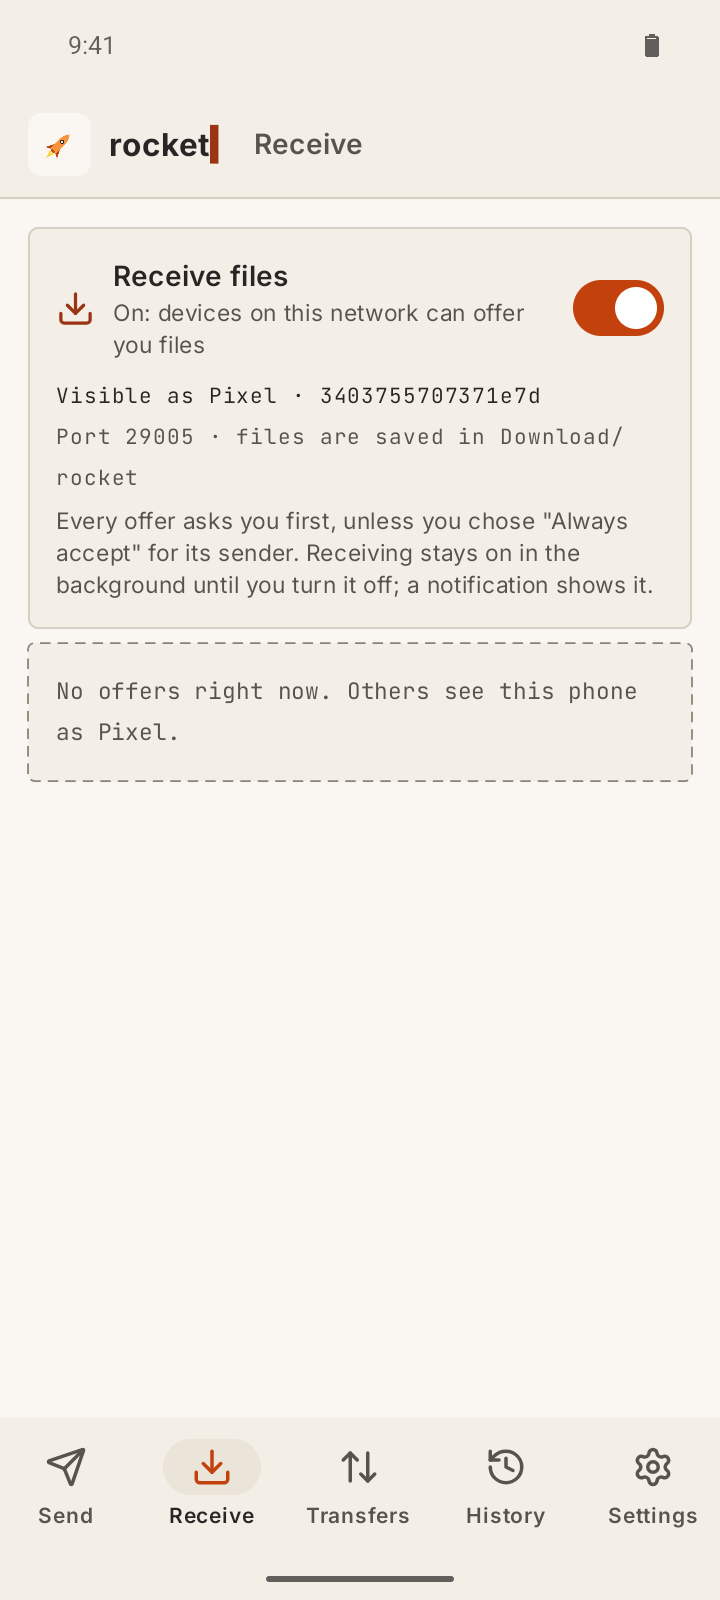 9:41
rocket Receive
Receive files
On: devices on this network can offer
you files
Visible as Pixel · 3403755707371e7d
Port 29005 · files are saved in Download/
rocket
Every offer asks you first, unless you chose "Always
accept" for its sender. Receiving stays on in the
background until you turn it off; a notification shows it.
No offers right now. Others see this phone
as Pixel.
Send Receive Transfers History Settings